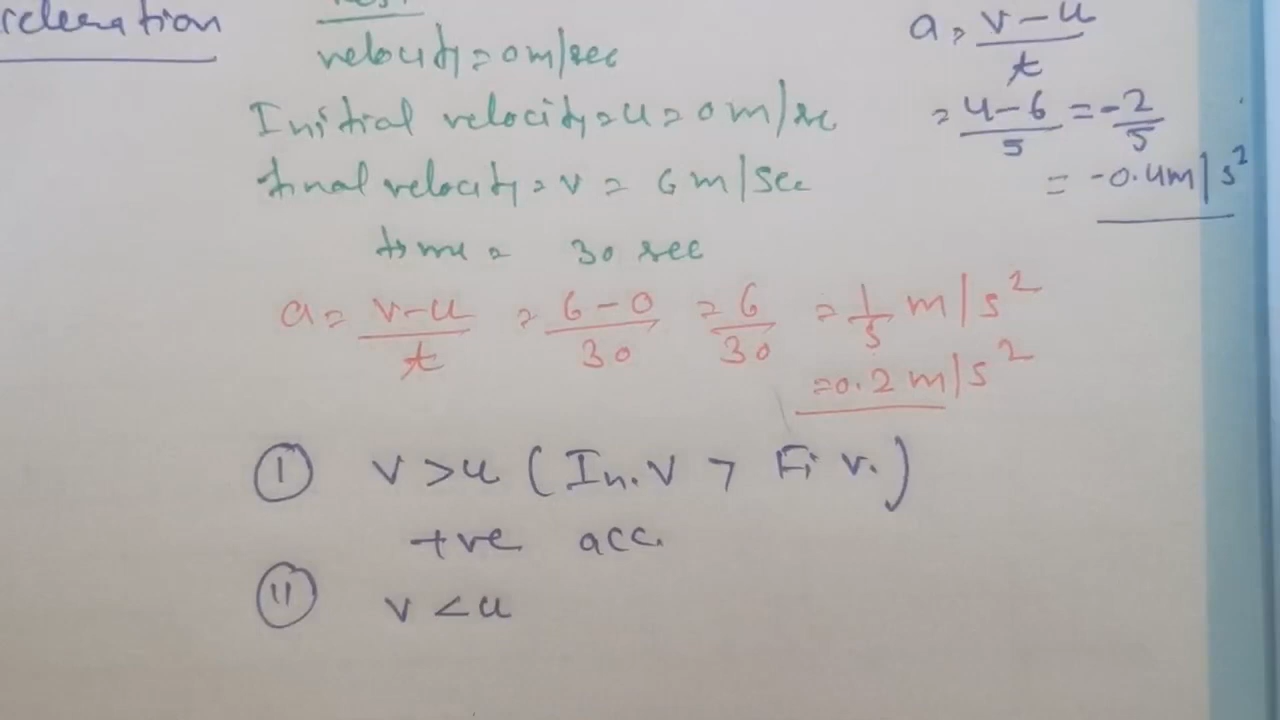 releration
velocity = 0 m/sec
Initial velocity = u = 0 m/sec
final velocity = v = 6 m/sec
time = 30 sec
a = v-u/t = 6-0/30 = 6/30 = 1/5 m/s²
= 0.2 m/s²
(I) v > u (In. v > Fi v.)
+ve acc.
(II) v < u
a = v-u/t
= 4-6/5 = -2/5
= -0.4 m/s²